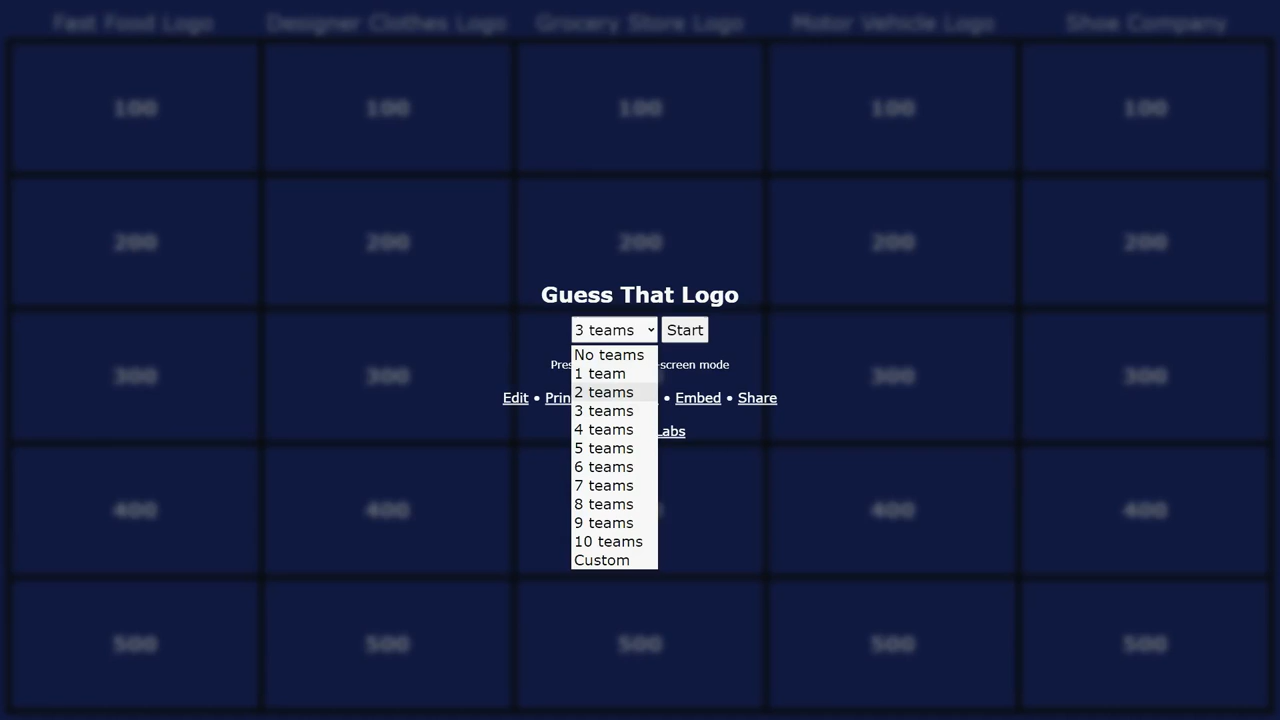 Fast Food Logo
Designer Clothes Logo
Grocery Store Logo
Motor Vehicle Logo
Shoe Company
100 100 100 100 100
200 200 200 200 200
Guess That Logo
3 teams Start
No teams
-screen mode
1 team
300 300 300
2 teams
Edit • • Embed • Share
3 teams
4 teams
Labs
5 teams
6 teams
7 teams
8 teams
400 400 400
9 teams
10 teams
Custom
500 500 500 500 500